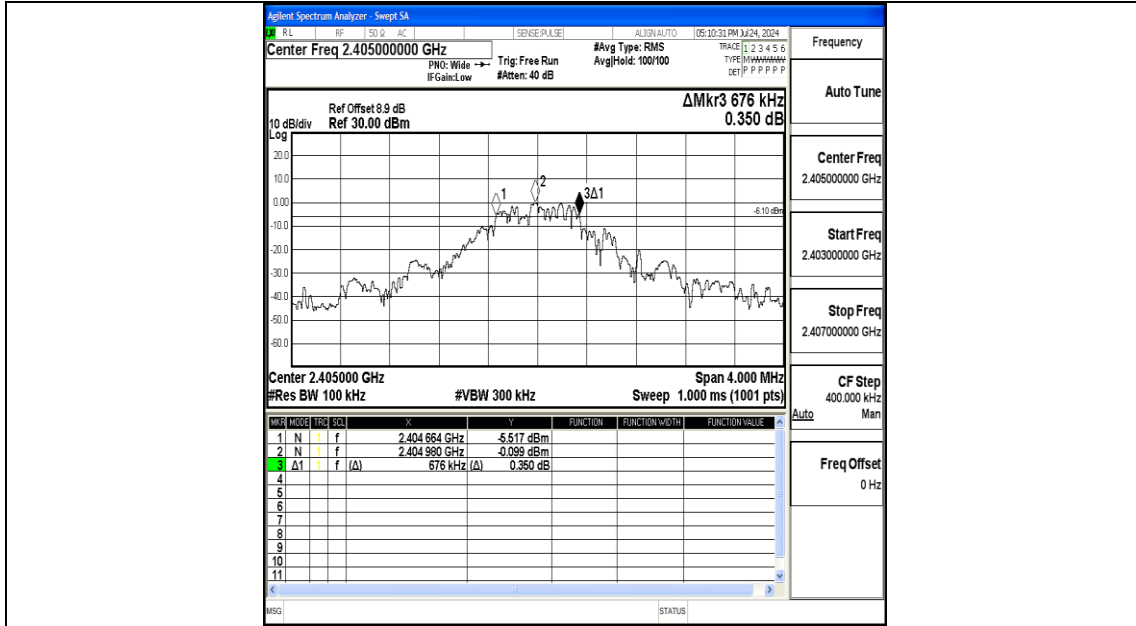 Agilent Spectrum Analyzer - Swept SA
RL RF 50 Ω AC SENSE:PULSE ALIGN AUTO 05:10:31 PM Jul 24, 2024
Center Freq 2.405000000 GHz
PNO: Wide
IFGain:Low
Trig: Free Run
#Atten: 40 dB
#Avg Type: RMS
Avg|Hold: 100/100
TRACE 1 2 3 4 5 6
TYPE
DET P P P P P P
Frequency
Auto Tune
Ref Offset 8.9 dB
Ref 30.00 dBm
10 dB/div
Log
ΔMkr3 676 kHz
0.350 dB
20.0
10.0
0.00
-10.0
-20.0
-30.0
-40.0
-50.0
-60.0
1
2
3Δ1
-6.10 dBm
Center Freq
2.405000000 GHz
Start Freq
2.403000000 GHz
Stop Freq
2.407000000 GHz
Center 2.405000 GHz Span 4.000 MHz
#Res BW 100 kHz #VBW 300 kHz Sweep 1.000 ms (1001 pts)
CF Step
400.000 kHz
Auto Man
MKR MODE TRC SCL X Y FUNCTION FUNCTION WIDTH FUNCTION VALUE
1 N 1 f 2.404 664 GHz -5.517 dBm
2 N 1 f 2.404 980 GHz -0.099 dBm
3 Δ1 1 f (Δ) 676 kHz (Δ) 0.350 dB
4
5
6
7
8
9
10
11
Freq Offset
0 Hz
MSG STATUS